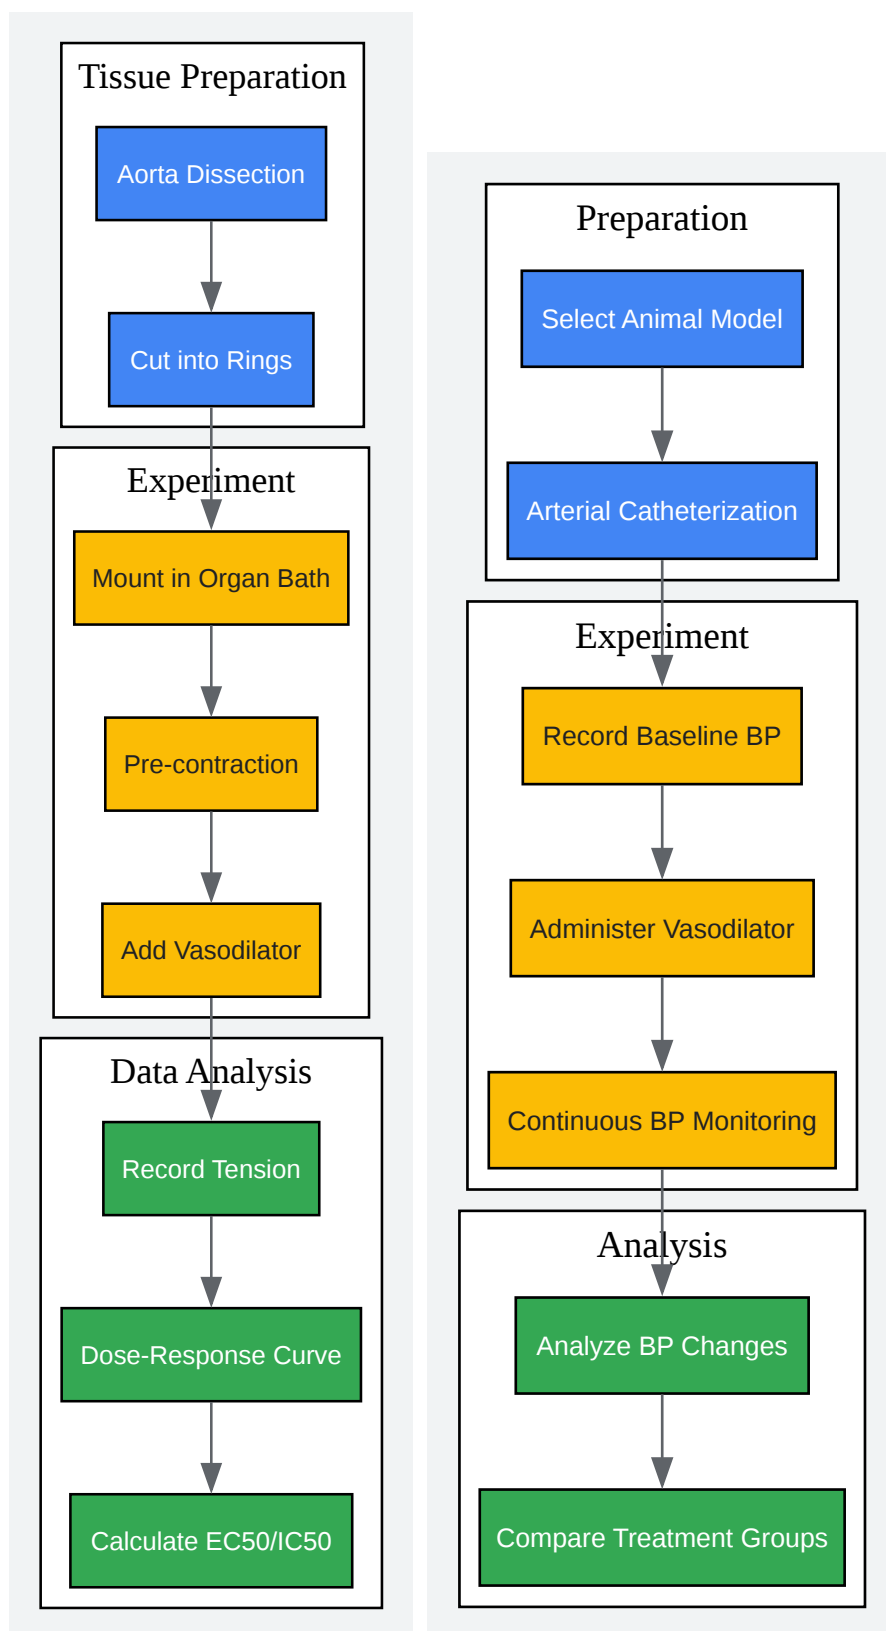 Tissue Preparation
Aorta Dissection
Cut into Rings
Experiment
Mount in Organ Bath
Pre-contraction
Add Vasodilator
Data Analysis
Record Tension
Dose-Response Curve
Calculate EC50/IC50
Preparation
Select Animal Model
Arterial Catheterization
Experiment
Record Baseline BP
Administer Vasodilator
Continuous BP Monitoring
Analysis
Analyze BP Changes
Compare Treatment Groups